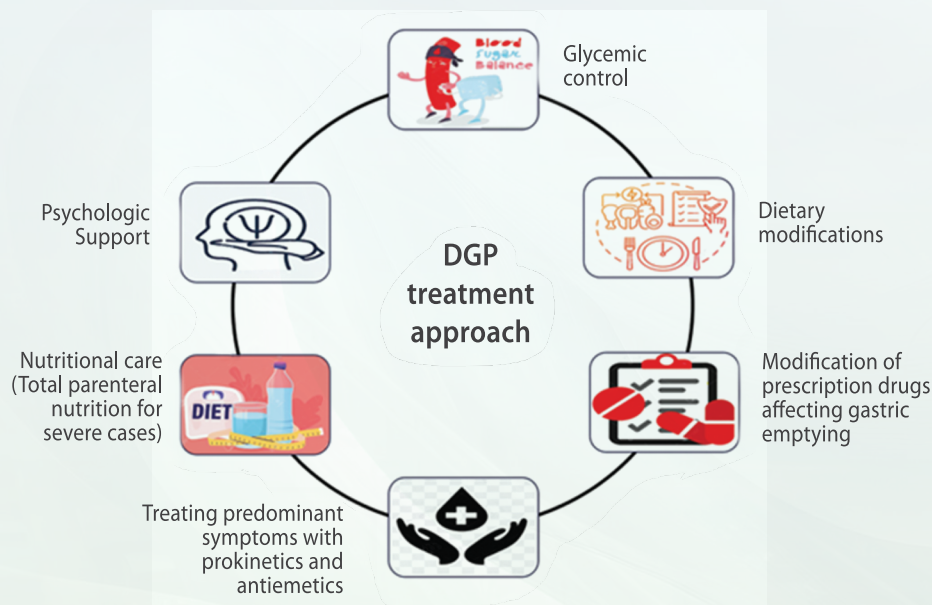 Blood
Sugar
Balance
Glycemic
control
Dietary
modifications
Modification of
prescription drugs
affecting gastric
emptying
Treating predominant
symptoms with
prokinetics and
antiemetics
Nutritional care
(Total parenteral
nutrition for
severe cases)
DIET
Psychologic
Support
Ψ
DGP
treatment
approach